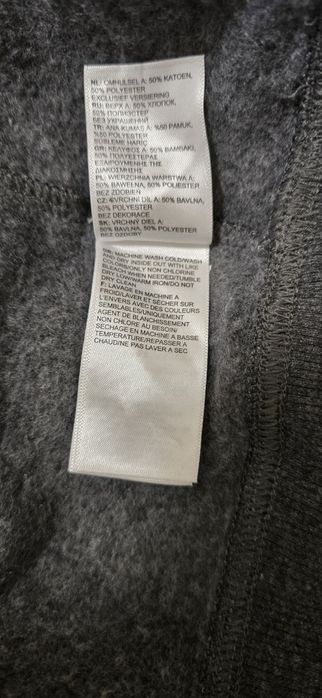 NL: OMHULSEL A: 50% KATOEN,
50% POLYESTER
EXCLUSIEF VERSIERING
RU: ВЕРХ A: 50% ХЛОПОК,
50% ПОЛИЭСТЕР
БЕЗ УКРАШЕНИЙ
TR: ANA KUMAS A: %50 PAMUK,
%50 POLYESTER
SUBLEME HARIC
GR: ΚΕΛΥΦΟΣ A: 50% ΒΑΜΒΑΚΙ,
50% ΠΟΛΥΕΣΤΕΡΑΣ
ΕΞΑΙΡΟΥΜΕΝΗΣ ΤΗΣ
ΔΙΑΚΟΣΜΗΣΗΣ
PL: WIERZCHNIA WARSTWA A:
50% BAWEŁNA, 50% POLIESTER
BEZ ZDOBIEŃ
CZ: SVRCHNÍ DÍL A: 50% BAVLNA,
50% POLYESTER
BEZ DEKORACE
SK: VRCHNÝ DIEL A:
50% BAVLNA, 50% POLYESTER
BEZ OZDOBY
GB: MACHINE WASH COLD/WASH
AND DRY INSIDE OUT WITH LIKE
COLORS/ONLY NON CHLORINE
BLEACH WHEN NEEDED/TUMBLE
DRY LOW/WARM IRON/DO NOT
DRY CLEAN
F: LAVAGE EN MACHINE A
FROID/LAVER ET SÉCHER SUR
L'ENVERS AVEC DES COULEURS
SEMBLABLES/UNIQUEMENT
AGENT DE BLANCHISSEMENT
NON CHLORE AU BESOIN/
SECHAGE EN MACHINE A BASSE
TEMPERATURE/REPASSER A
CHAUD/NE PAS LAVER A SEC